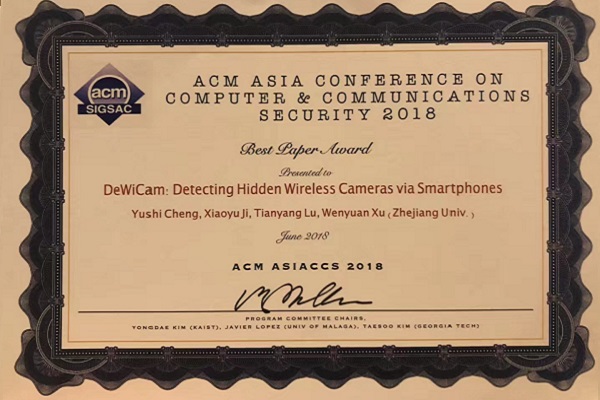 acm
SIGSAC
ACM ASIA CONFERENCE ON
COMPUTER & COMMUNICATIONS
SECURITY 2018
Best Paper Award
Presented to
DeWiCam: Detecting Hidden Wireless Cameras via Smartphones
Yushi Cheng, Xiaoyu Ji, Tianyang Lu, Wenyuan Xu (Zhejiang Univ.)
June 2018
ACM ASIACCS 2018
PROGRAM COMMITTEE CHAIRS,
YONGDAE KIM (KAIST), JAVIER LOPEZ (UNIV OF MALAGA), TAESOO KIM (GEORGIA TECH)